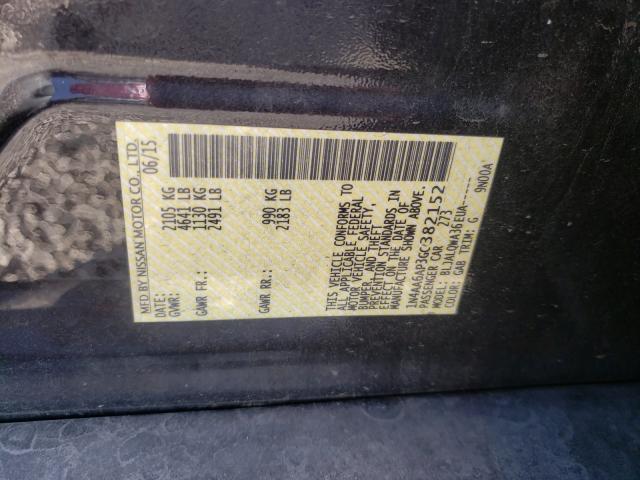 MFD BY NISSAN MOTOR CO., LTD.
DATE: 06/15
GVWR: 2105 KG
4641 LB
GAWR FR.: 1130 KG
2491 LB
GAWR RR.: 990 KG
2183 LB
THIS VEHICLE CONFORMS TO
ALL APPLICABLE FEDERAL
MOTOR VEHICLE SAFETY,
BUMPER, AND THEFT
PREVENTION STANDARDS IN
EFFECT ON THE DATE OF
MANUFACTURE SHOWN ABOVE.
1N4AA6AP3GC382152
PASSENGER CAR 273
MODEL: BLJALQWA36EUA-----
COLOR: GAB TRIM: G 9N00A